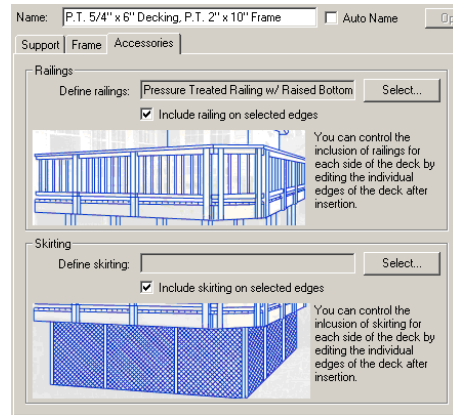 Name: P.T. 5/4" x 6" Decking, P.T. 2" x 10" Frame Auto Name
Support Frame Accessories
Railings
Define railings: Pressure Treated Railing w/ Raised Bottom Select...
Include railing on selected edges
You can control the
inclusion of railings for
each side of the deck by
editing the individual
edges of the deck after
insertion.
Skirting
Define skirting: Select...
Include skirting on selected edges
You can control the
inlcusion of skirting for
each side of the deck by
editing the individual
edges of the deck after
insertion.